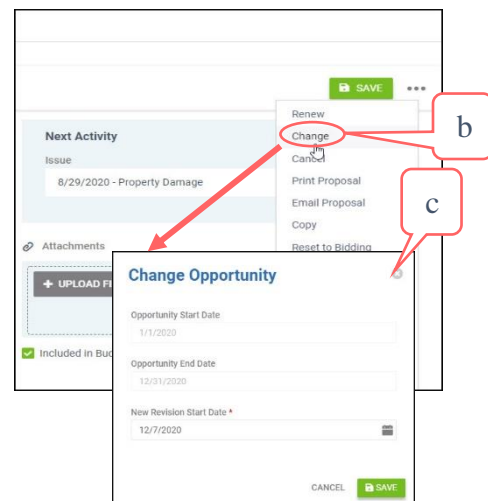 SAVE
Renew
b
Next Activity
Change
Issue
Cancel
8/29/2020 - Property Damage
Print Proposal
Email Proposal
c
Copy
Attachments
Reset to Bidding
+ UPLOAD FI
Change Opportunity
Opportunity Start Date
1/1/2020
Included in Bud
Opportunity End Date
12/31/2020
New Revision Start Date *
12/7/2020
CANCEL SAVE